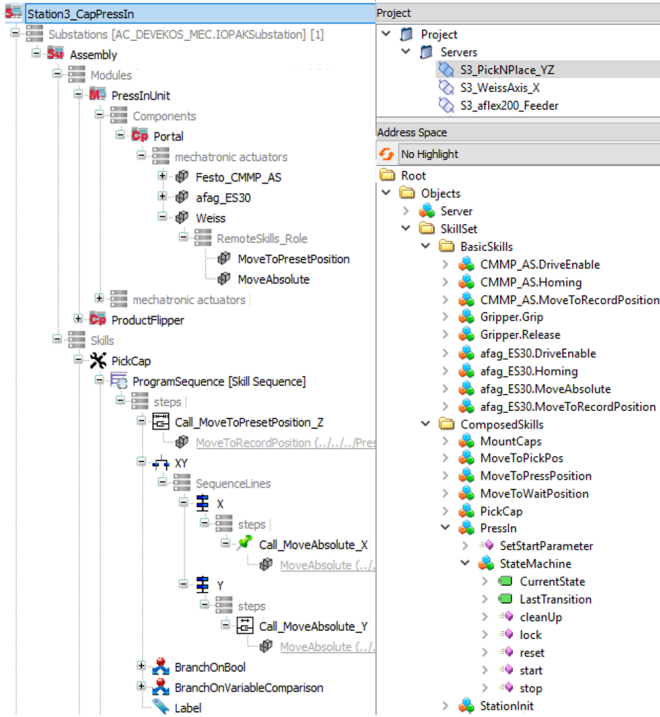 Station3_CapPressIn
Substations [AC_DEVEKOS_MEC.IOPAKSubstation] [1]
Assembly
Modules
PressInUnit
Components
Portal
mechatronic actuators
Festo_CMMP_AS
afag_ES30
Weiss
RemoteSkills_Role
MoveToPresetPosition
MoveAbsolute
mechatronic actuators
ProductFlipper
Skills
PickCap
ProgramSequence [Skill Sequence]
steps
Call_MoveToPresetPosition_Z
MoveToRecordPosition (../../../Pres
XY
SequenceLines
X
steps
Call_MoveAbsolute_X
MoveAbsolute (../.
Y
steps
Call_MoveAbsolute_Y
MoveAbsolute (../.
BranchOnBool
BranchOnVariableComparison
Label
Project
Project
Servers
S3_PickNPlace_YZ
S3_WeissAxis_X
S3_aflex200_Feeder
Address Space
No Highlight
Root
Objects
Server
SkillSet
BasicSkills
CMMP_AS.DriveEnable
CMMP_AS.Homing
CMMP_AS.MoveToRecordPosition
Gripper.Grip
Gripper.Release
afag_ES30.DriveEnable
afag_ES30.Homing
afag_ES30.MoveAbsolute
afag_ES30.MoveToRecordPosition
ComposedSkills
MountCaps
MoveToPickPos
MoveToPressPosition
MoveToWaitPosition
PickCap
PressIn
SetStartParameter
StateMachine
CurrentState
LastTransition
cleanUp
lock
reset
start
stop
StationInit